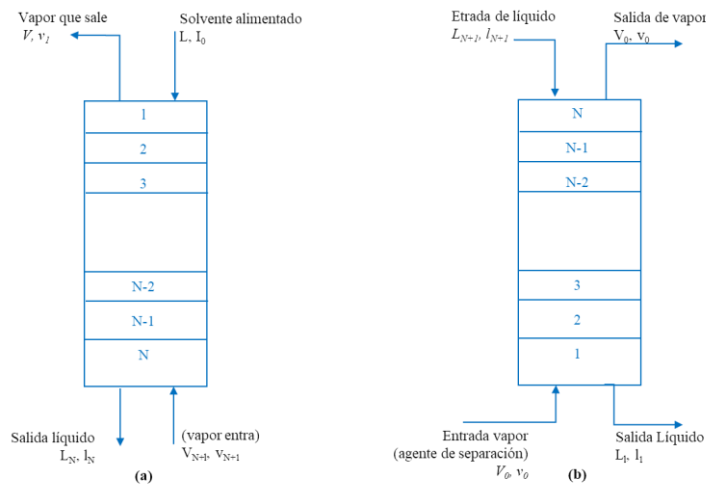 Vapor que sale
V, v1
Solvente alimentado
L, I0
1
2
3
N-2
N-1
N
Salida líquido
LN, lN
(vapor entra)
VN+1, vN+1
(a)
Etrada de líquido
LN+1, lN+1
Salida de vapor
V0, v0
N
N-1
N-2
3
2
1
Entrada vapor
(agente de separación)
V0, v0
Salida Líquido
L1, l1
(b)